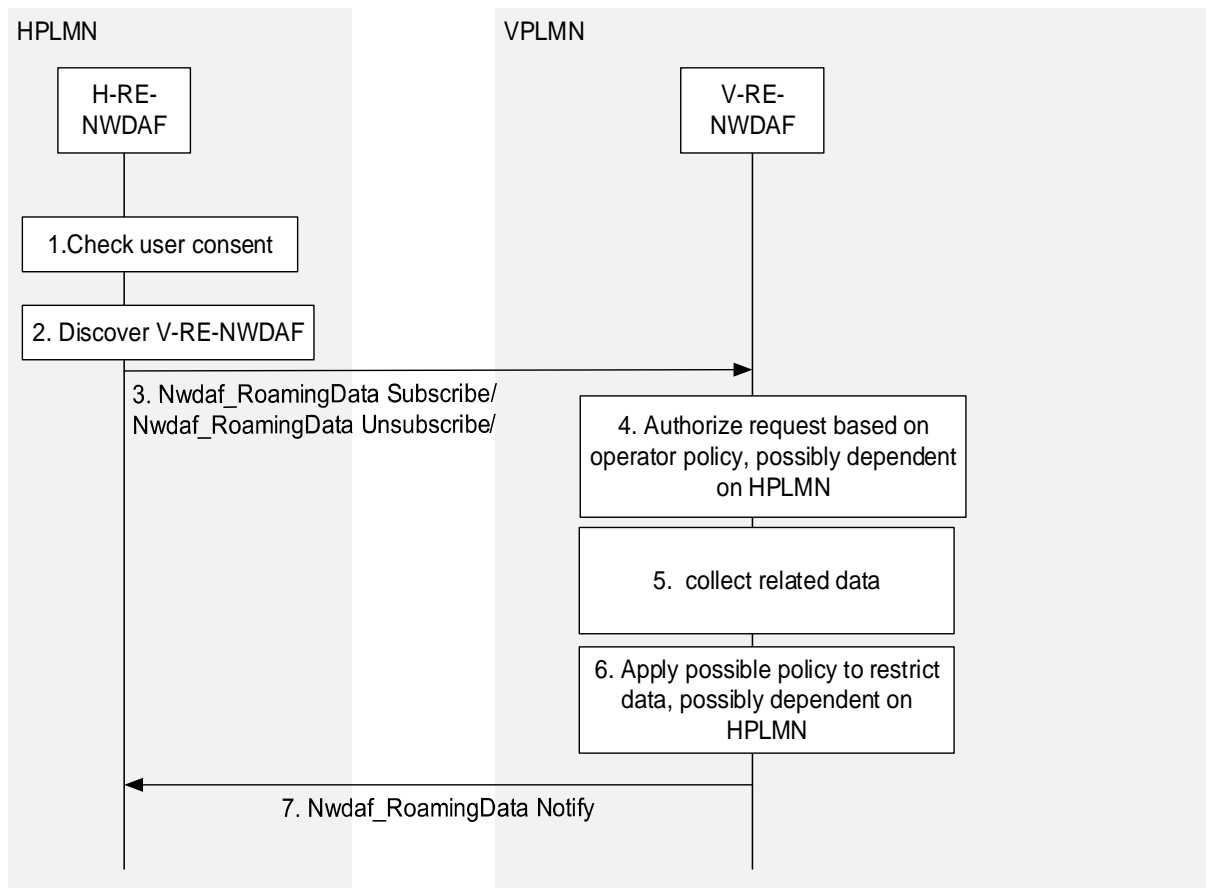 HPLMN
VPLMN
H-RE-
NWDAF
V-RE-
NWDAF
1.Check user consent
2. Discover V-RE-NWDAF
3. Nwdaf_RoamingData Subscribe/
Nwdaf_RoamingData Unsubscribe/
4. Authorize request based on
operator policy, possibly dependent
on HPLMN
5. collect related data
6. Apply possible policy to restrict
data, possibly dependent on
HPLMN
7. Nwdaf_RoamingData Notify